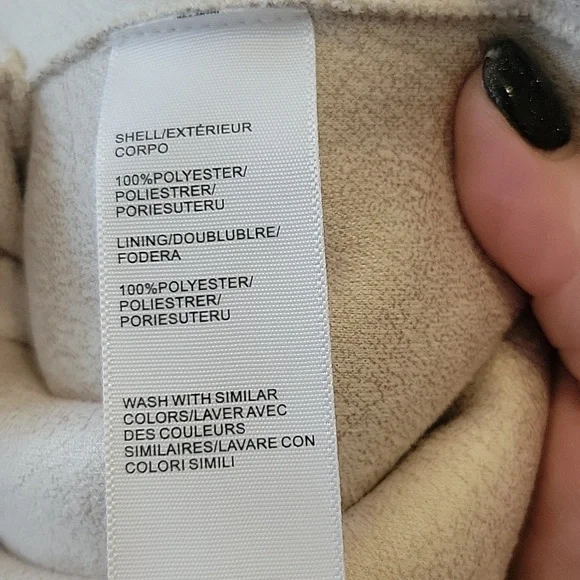 SHELL/EXTÉRIEUR
CORPO
100%POLYESTER/
POLIESTRER/
PORIESUTERU
LINING/DOUBLUBLRE/
FODERA
100%POLYESTER/
POLIESTRER/
PORIESUTERU
WASH WITH SIMILAR
COLORS/LAVER AVEC
DES COULEURS
SIMILAIRES/LAVARE CON
COLORI SIMILI